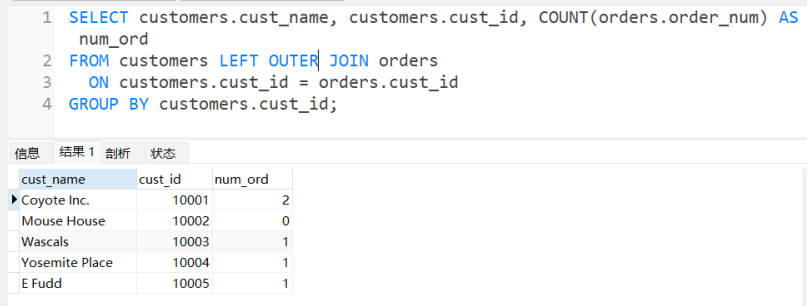 1 SELECT customers.cust_name, customers.cust_id, COUNT(orders.order_num) AS
num_ord
2 FROM customers LEFT OUTER JOIN orders
3 ON customers.cust_id = orders.cust_id
4 GROUP BY customers.cust_id;
信息 结果 1 剖析 状态
cust_name cust_id num_ord
Coyote Inc. 10001 2
Mouse House 10002 0
Wascals 10003 1
Yosemite Place 10004 1
E Fudd 10005 1